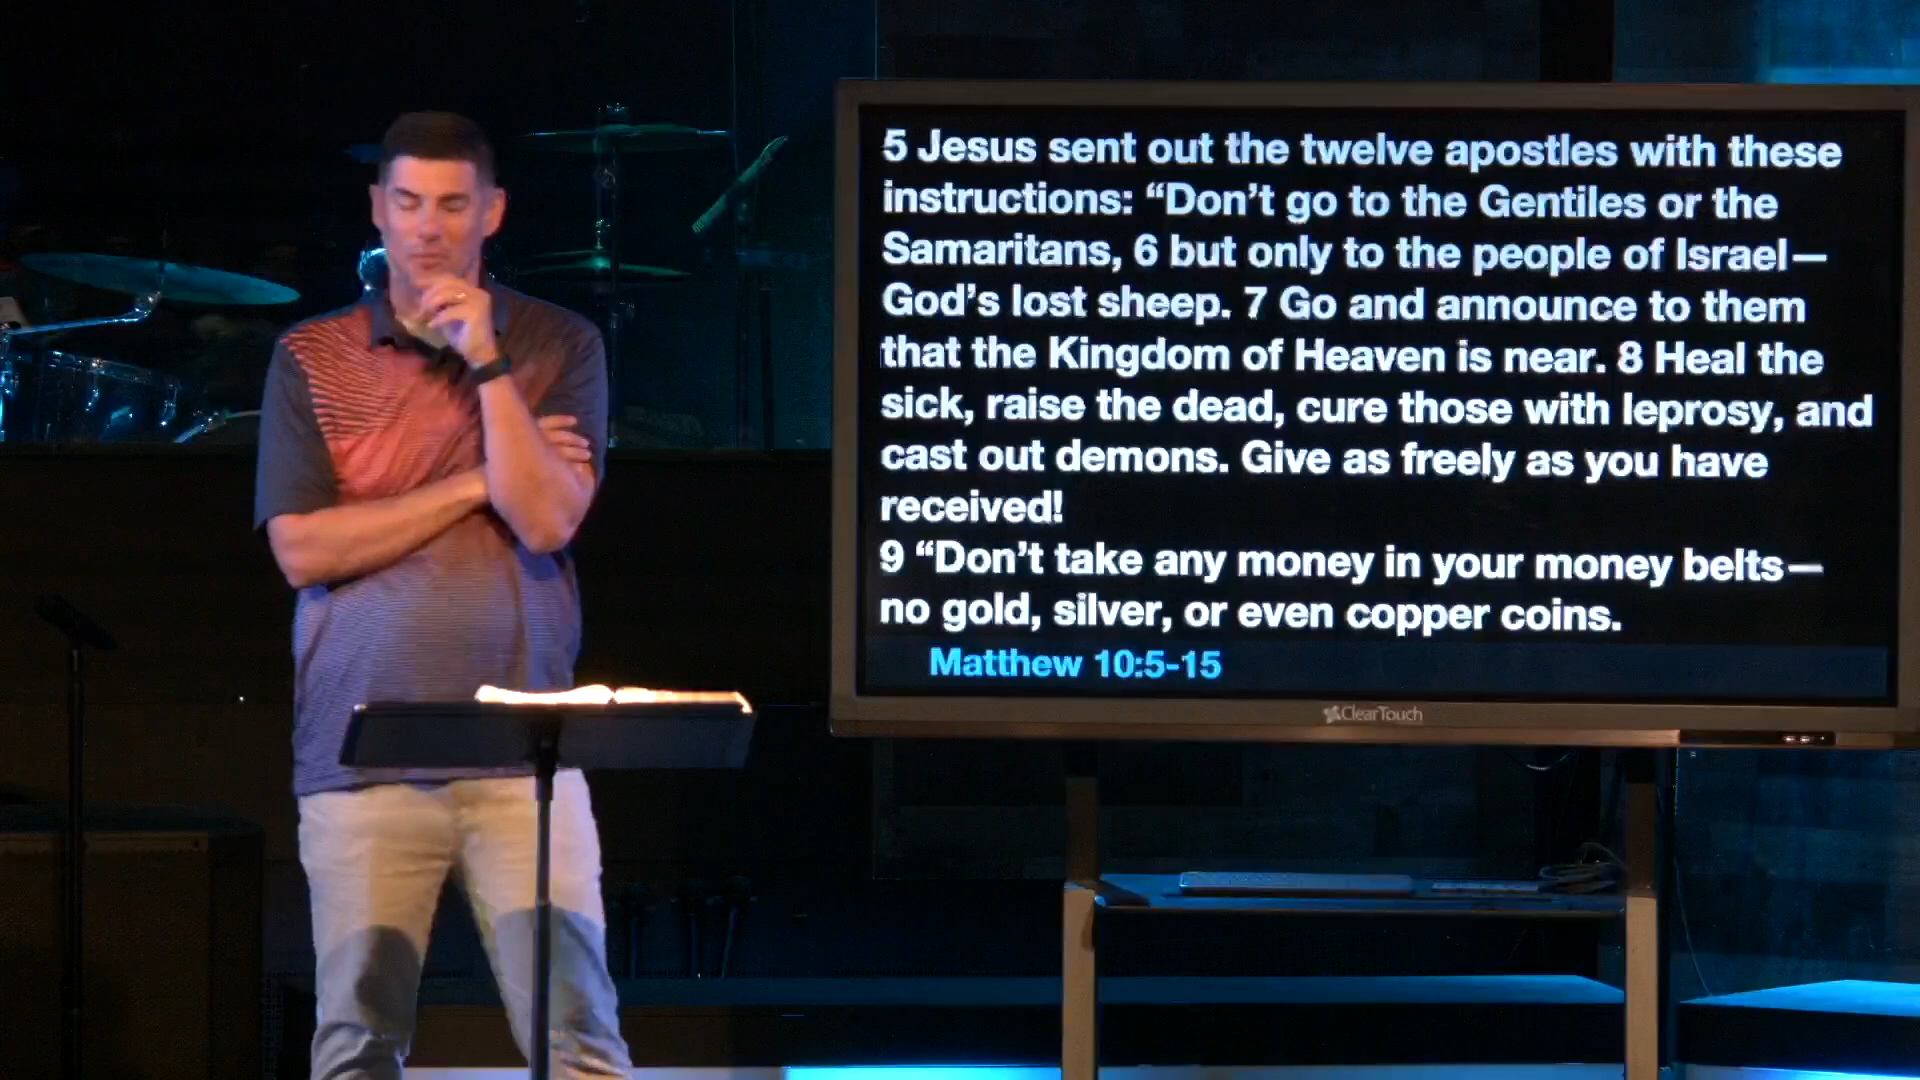 5 Jesus sent out the twelve apostles with these
instructions: “Don’t go to the Gentiles or the
Samaritans, 6 but only to the people of Israel—
God’s lost sheep. 7 Go and announce to them
that the Kingdom of Heaven is near. 8 Heal the
sick, raise the dead, cure those with leprosy, and
cast out demons. Give as freely as you have
received!
9 “Don’t take any money in your money belts—
no gold, silver, or even copper coins.
Matthew 10:5-15
ClearTouch